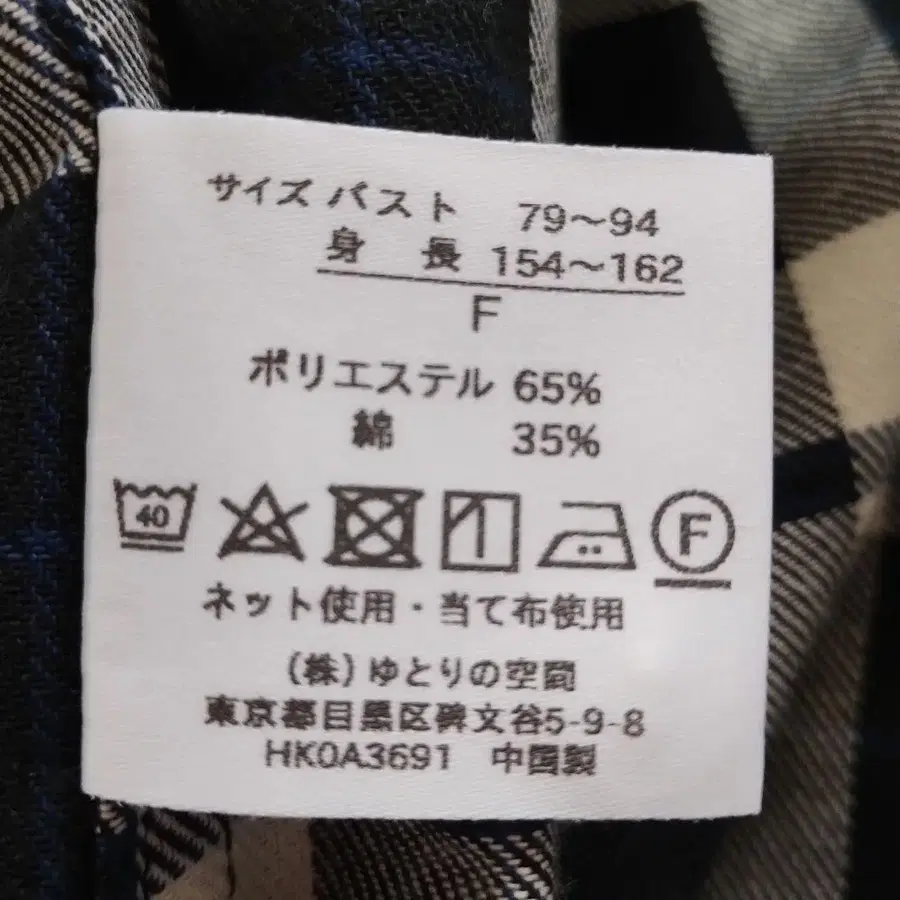 サイズ バスト 79～94
身 長 154～162
F
ポリエステル 65%
綿 35%
40 F
ネット使用・当て布使用
(株)ゆとりの空間
東京都目黒区碑文谷5-9-8
HK0A3691 中国製